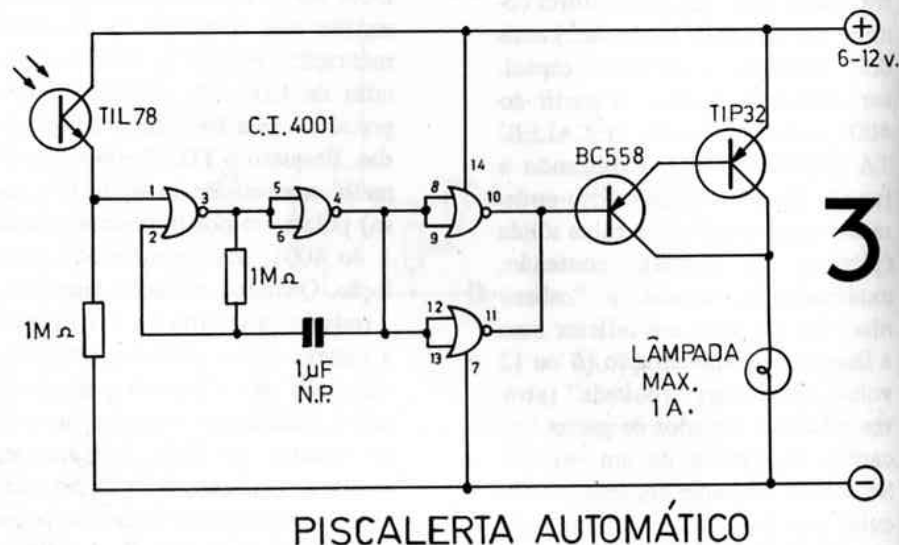 +
6-12 v.
TIL78
C.I. 4001
TIP32
BC558
14
1
2
3
5
6
4
8
9
10
12
13
11
7
3
1MΩ
1MΩ
1µF
N.P.
LÂMPADA
MAX.
1A.
−
PISCALERTA AUTOMÁTICO